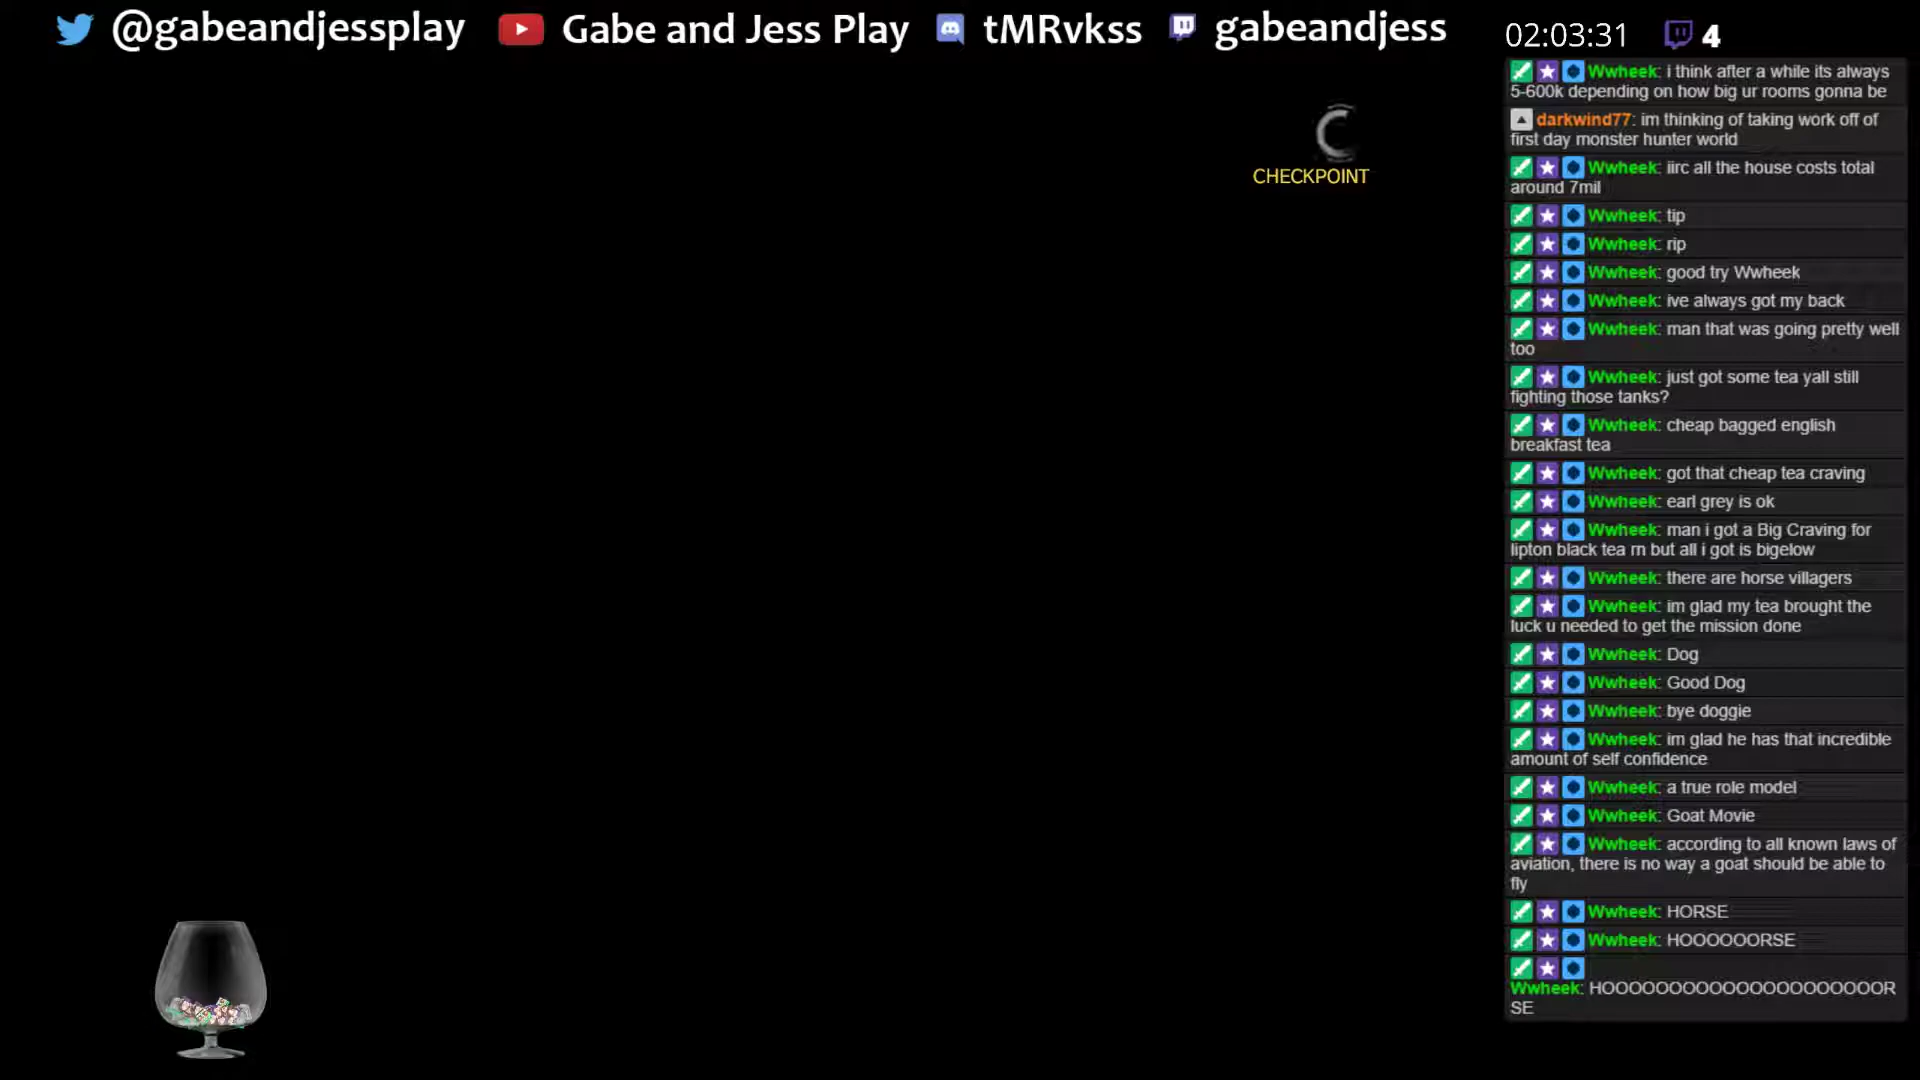 @gabeandjessplay Gabe and Jess Play tMRvkss gabeandjess 02:03:31 4
CHECKPOINT
Wwheek: i think after a while its always
5-600k depending on how big ur rooms gonna be
darkwind77: im thinking of taking work off of
first day monster hunter world
Wwheek: iirc all the house costs total
around 7mil
Wwheek: tip
Wwheek: rip
Wwheek: good try Wwheek
Wwheek: ive always got my back
Wwheek: man that was going pretty well
too
Wwheek: just got some tea yall still
fighting those tanks?
Wwheek: cheap bagged english
breakfast tea
Wwheek: got that cheap tea craving
Wwheek: earl grey is ok
Wwheek: man i got a Big Craving for
lipton black tea rn but all i got is bigelow
Wwheek: there are horse villagers
Wwheek: im glad my tea brought the
luck u needed to get the mission done
Wwheek: Dog
Wwheek: Good Dog
Wwheek: bye doggie
Wwheek: im glad he has that incredible
amount of self confidence
Wwheek: a true role model
Wwheek: Goat Movie
Wwheek: according to all known laws of
aviation, there is no way a goat should be able to
fly
Wwheek: HORSE
Wwheek: HOOOOOORSE
Wwheek: HOOOOOOOOOOOOOOOOOOOOOR
SE